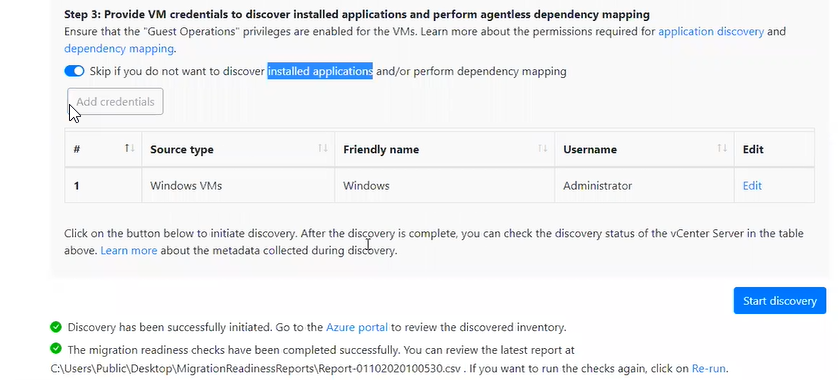 Step 3: Provide VM credentials to discover installed applications and perform agentless dependency mapping
Ensure that the "Guest Operations" privileges are enabled for the VMs. Learn more about the permissions required for application discovery and
dependency mapping.
Skip if you do not want to discover installed applications and/or perform dependency mapping
Add credentials
# Source type Friendly name Username Edit
1 Windows VMs Windows Administrator Edit
Click on the button below to initiate discovery. After the discovery is complete, you can check the discovery status of the vCenter Server in the table
above. Learn more about the metadata collected during discovery.
Start discovery
Discovery has been successfully initiated. Go to the Azure portal to review the discovered inventory.
The migration readiness checks have been completed successfully. You can review the latest report at
C:\Users\Public\Desktop\MigrationReadinessReports\Report-01102020100530.csv . If you want to run the checks again, click on Re-run.